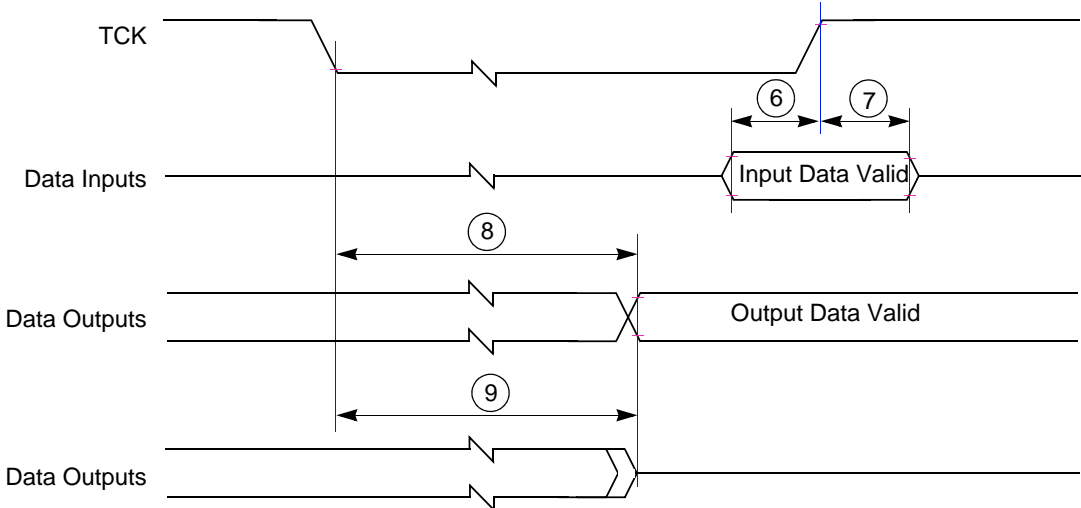 TCK
6
7
Data Inputs
Input Data Valid
8
Data Outputs
Output Data Valid
9
Data Outputs